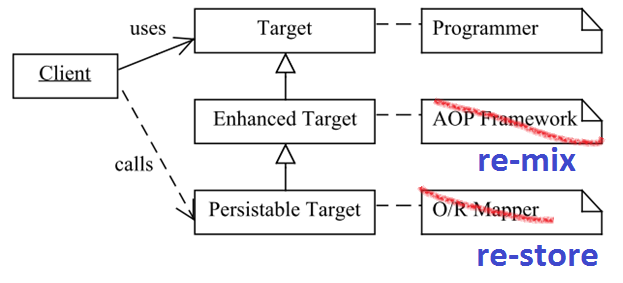 uses
Target
Programmer
Client
Enhanced Target
AOP Framework
re-mix
calls
Persistable Target
O/R Mapper
re-store